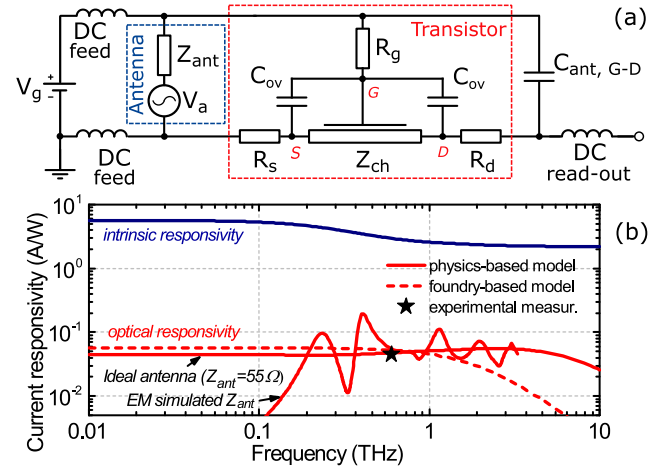 (a)
DC
feed
Antenna
Z_ant
V_a
Transistor
R_g
C_ov
C_ov
G
C_ant, G-D
V_g
+
-
DC
feed
R_s
S
Z_ch
D
R_d
DC
read-out
(b)
Current responsivity (A/W)
10^1
10^0
10^-1
10^-2
intrinsic responsivity
physics-based model
foundry-based model
experimental measur.
optical responsivity
Ideal antenna (Z_ant=55Ω)
EM simulated Z_ant
0.01
0.1
1
10
Frequency (THz)